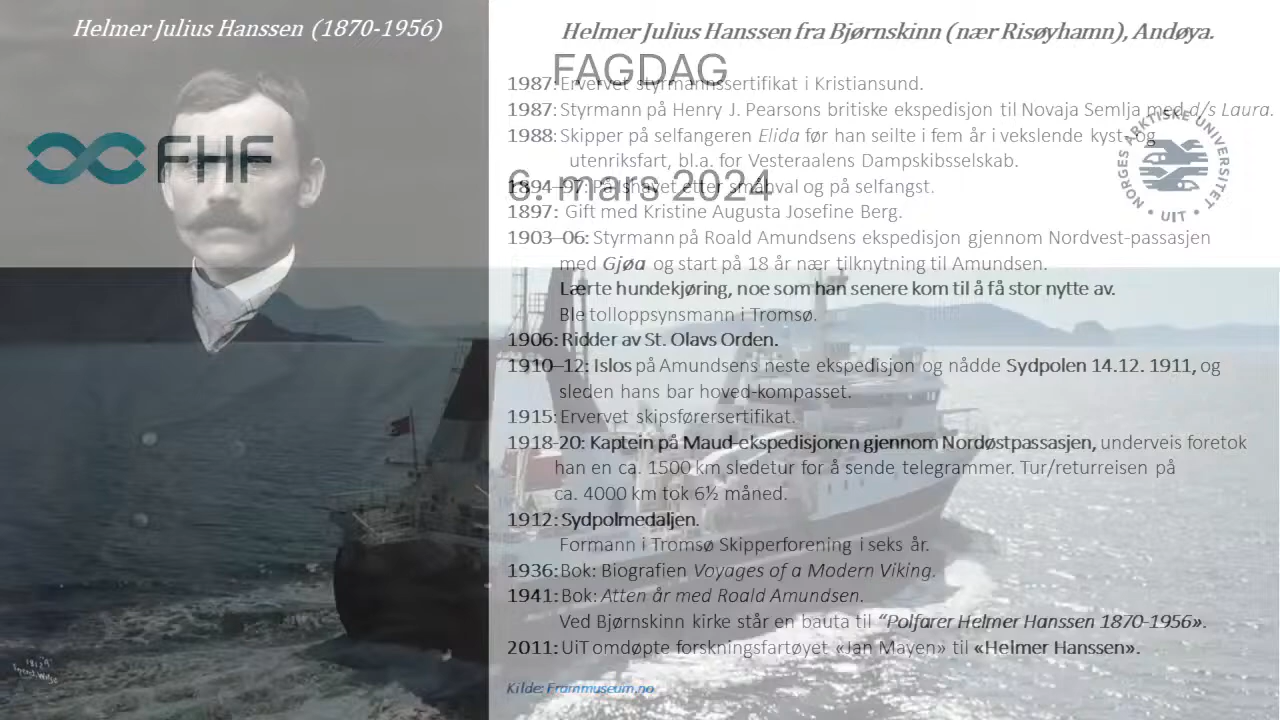 Helmer Julius Hanssen (1870-1956)
FHF
Helmer Julius Hanssen fra Bjørnskinn (nær Risøyhamn), Andøya.
FAGDAG
1987: Ervervet styrmannssertifikat i Kristiansund.
1987: Styrmann på Henry J. Pearsons britiske ekspedisjon til Novaja Semlja med d/s Laura.
1988: Skipper på selfangeren Elida før han seilte i fem år i vekslende kyst- og
utenriksfart, bl.a. for Vesteraalens Dampskibsselskab.
6. mars 2024
1894–97: På Ishavet etter småhval og på selfangst.
1897: Gift med Kristine Augusta Josefine Berg.
1903–06: Styrmann på Roald Amundsens ekspedisjon gjennom Nordvest-passasjen
med Gjøa og start på 18 år nær tilknytning til Amundsen.
Lærte hundekjøring, noe som han senere kom til å få stor nytte av.
Ble tolloppsynsmann i Tromsø.
1906: Ridder av St. Olavs Orden.
1910–12: Islos på Amundsens neste ekspedisjon og nådde Sydpolen 14.12. 1911, og
sleden hans bar hoved-kompasset.
1915: Ervervet skipsførersertifikat.
1918-20: Kaptein på Maud-ekspedisjonen gjennom Nordøstpassasjen, underveis foretok
han en ca. 1500 km sledetur for å sende telegrammer. Tur/returreisen på
ca. 4000 km tok 6½ måned.
1912: Sydpolmedaljen.
Formann i Tromsø Skipperforening i seks år.
1936: Bok: Biografien Voyages of a Modern Viking.
1941: Bok: Atten år med Roald Amundsen.
Ved Bjørnskinn kirke står en bauta til “Polfarer Helmer Hanssen 1870-1956».
2011: UiT omdøpte forskningsfartøyet «Jan Mayen» til «Helmer Hanssen».
Kilde: Frammuseum.no
NORGES ARKTISKE UNIVERSITET
UIT